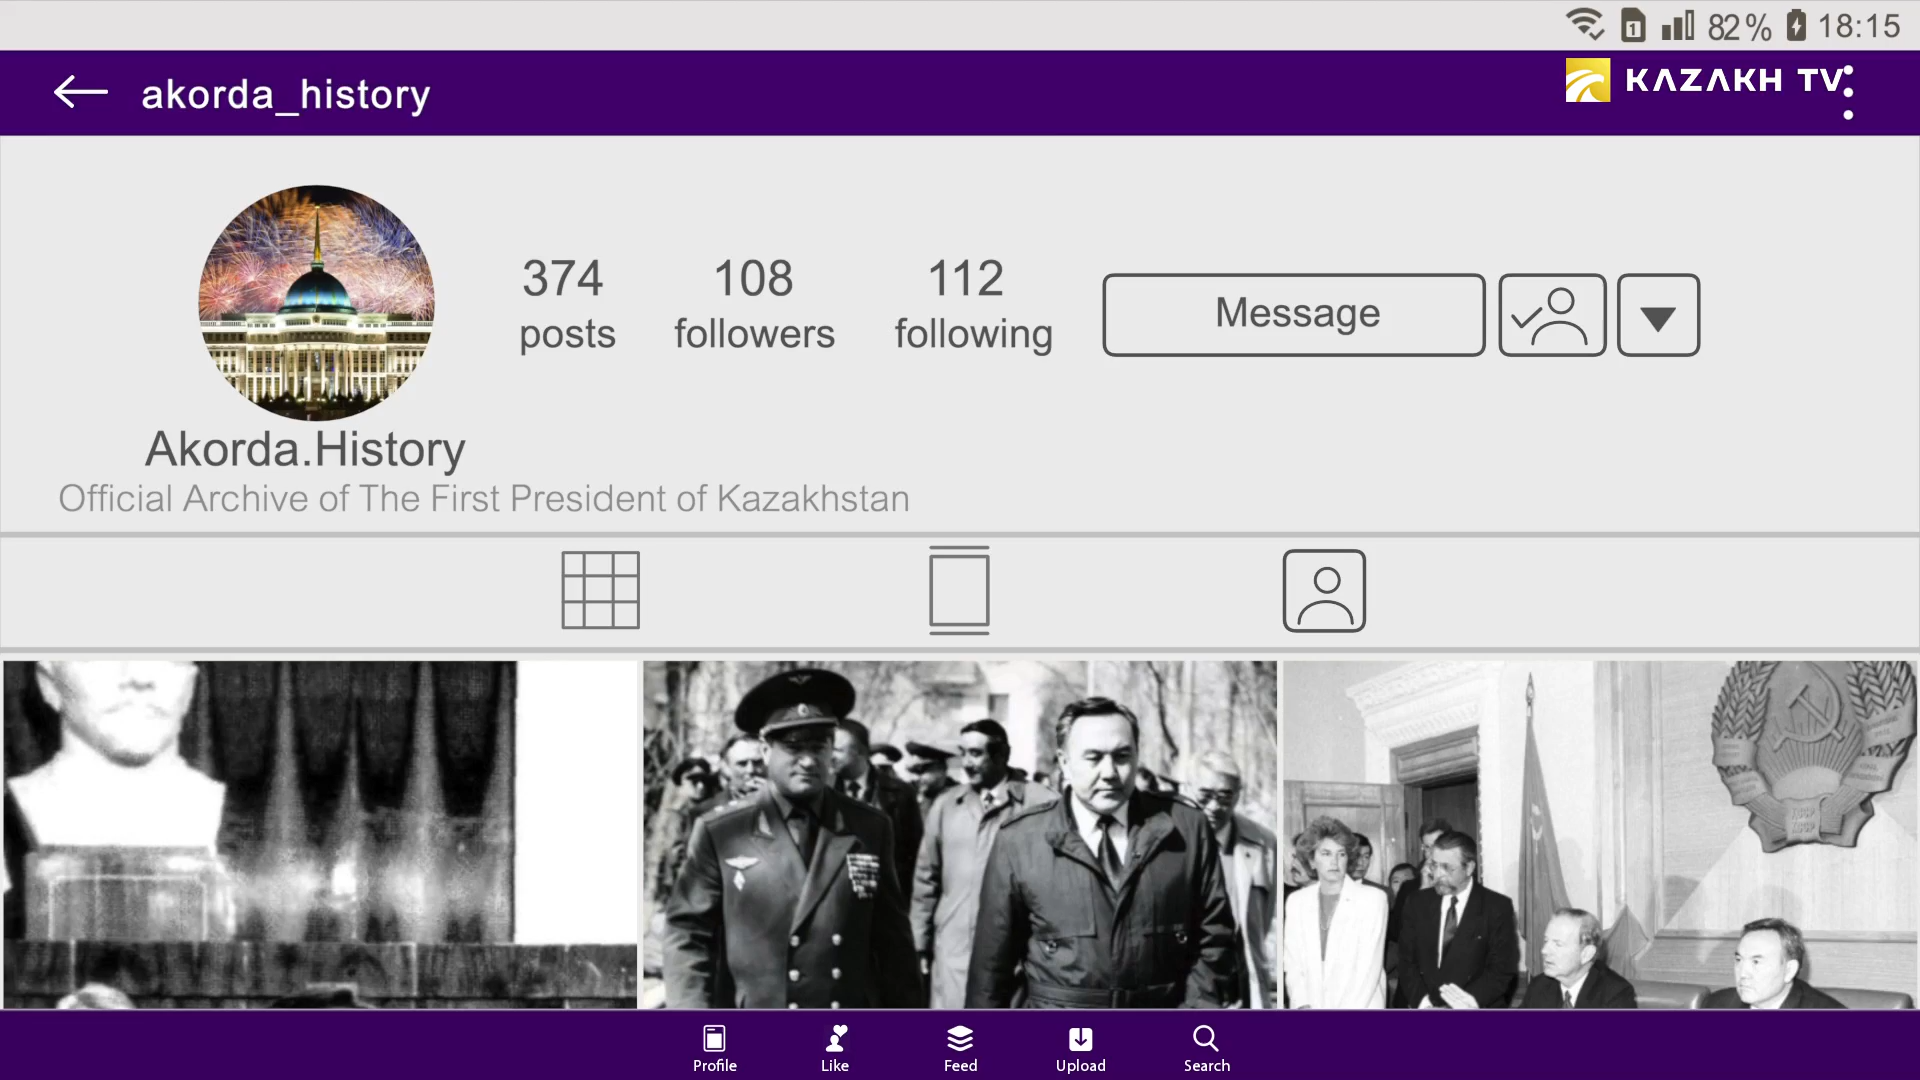 1 82% 18:15
akorda_history
KAZAKH TV
374 108 112
posts followers following
Message
Akorda.History
Official Archive of The First President of Kazakhstan
Profile Like Feed Upload Search